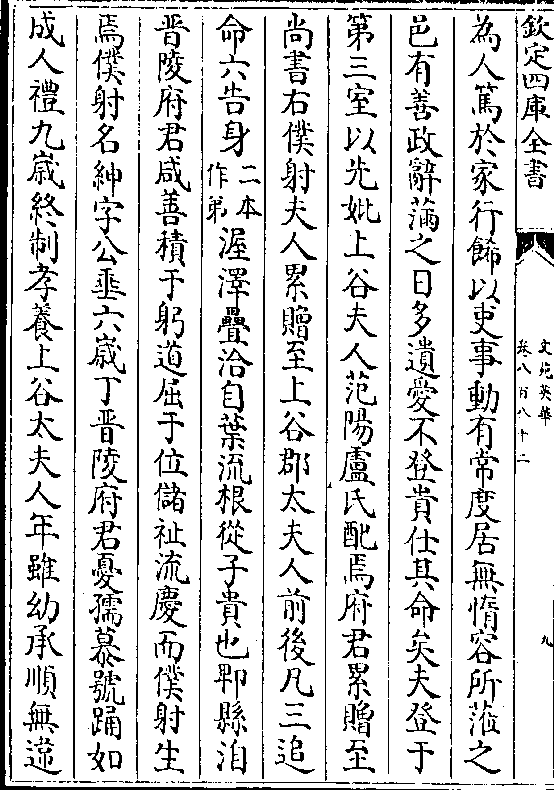 欽定四庫全書
文苑英華
卷八百八十二
九
為人篤於家行餙以吏事動有常度居無惰容所蒞之
邑有善政辭滿之日多遺愛不登貴仕其命矣夫登于
第三室以先妣上谷夫人范陽盧氏配焉府君累贈至
尚書右僕射夫人累贈至上谷郡太夫人前後凡三追
命六告身二本作弟渥澤疊洽自葉流根從子貴也鄆縣洎
晉陵府君咸善積于躬道屈于位儲祉流慶而僕射生
焉僕射名紳字公垂六嵗丁晉陵府君憂孺慕號踊如
成人禮九嵗終制孝養上谷太夫人年雖幼承順無違